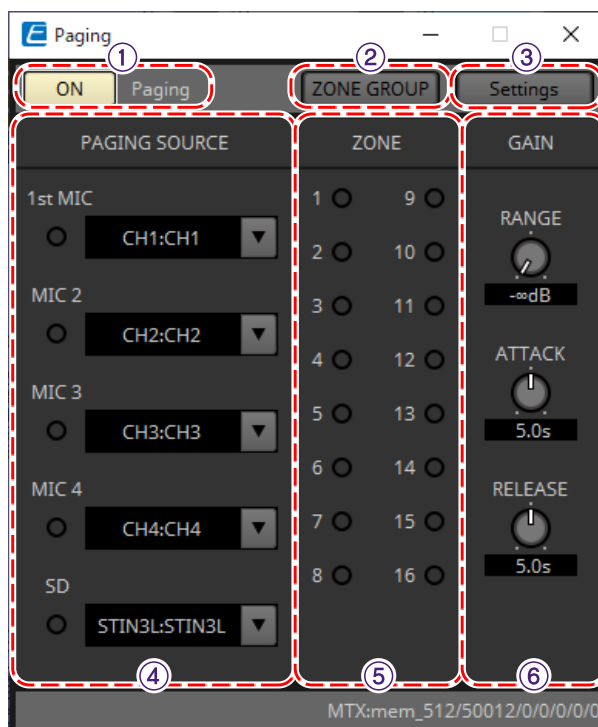 Paging
① ② ③
ON Paging ZONE GROUP Settings
PAGING SOURCE
1st MIC
CH1:CH1
MIC 2
CH2:CH2
MIC 3
CH3:CH3
MIC 4
CH4:CH4
SD
STIN3L:STIN3L
④
ZONE
1 9
2 10
3 11
4 12
5 13
6 14
7 15
8 16
⑤
GAIN
RANGE
-∞dB
ATTACK
5.0s
RELEASE
5.0s
⑥
MTX:mem_512/50012/0/0/0/0/0